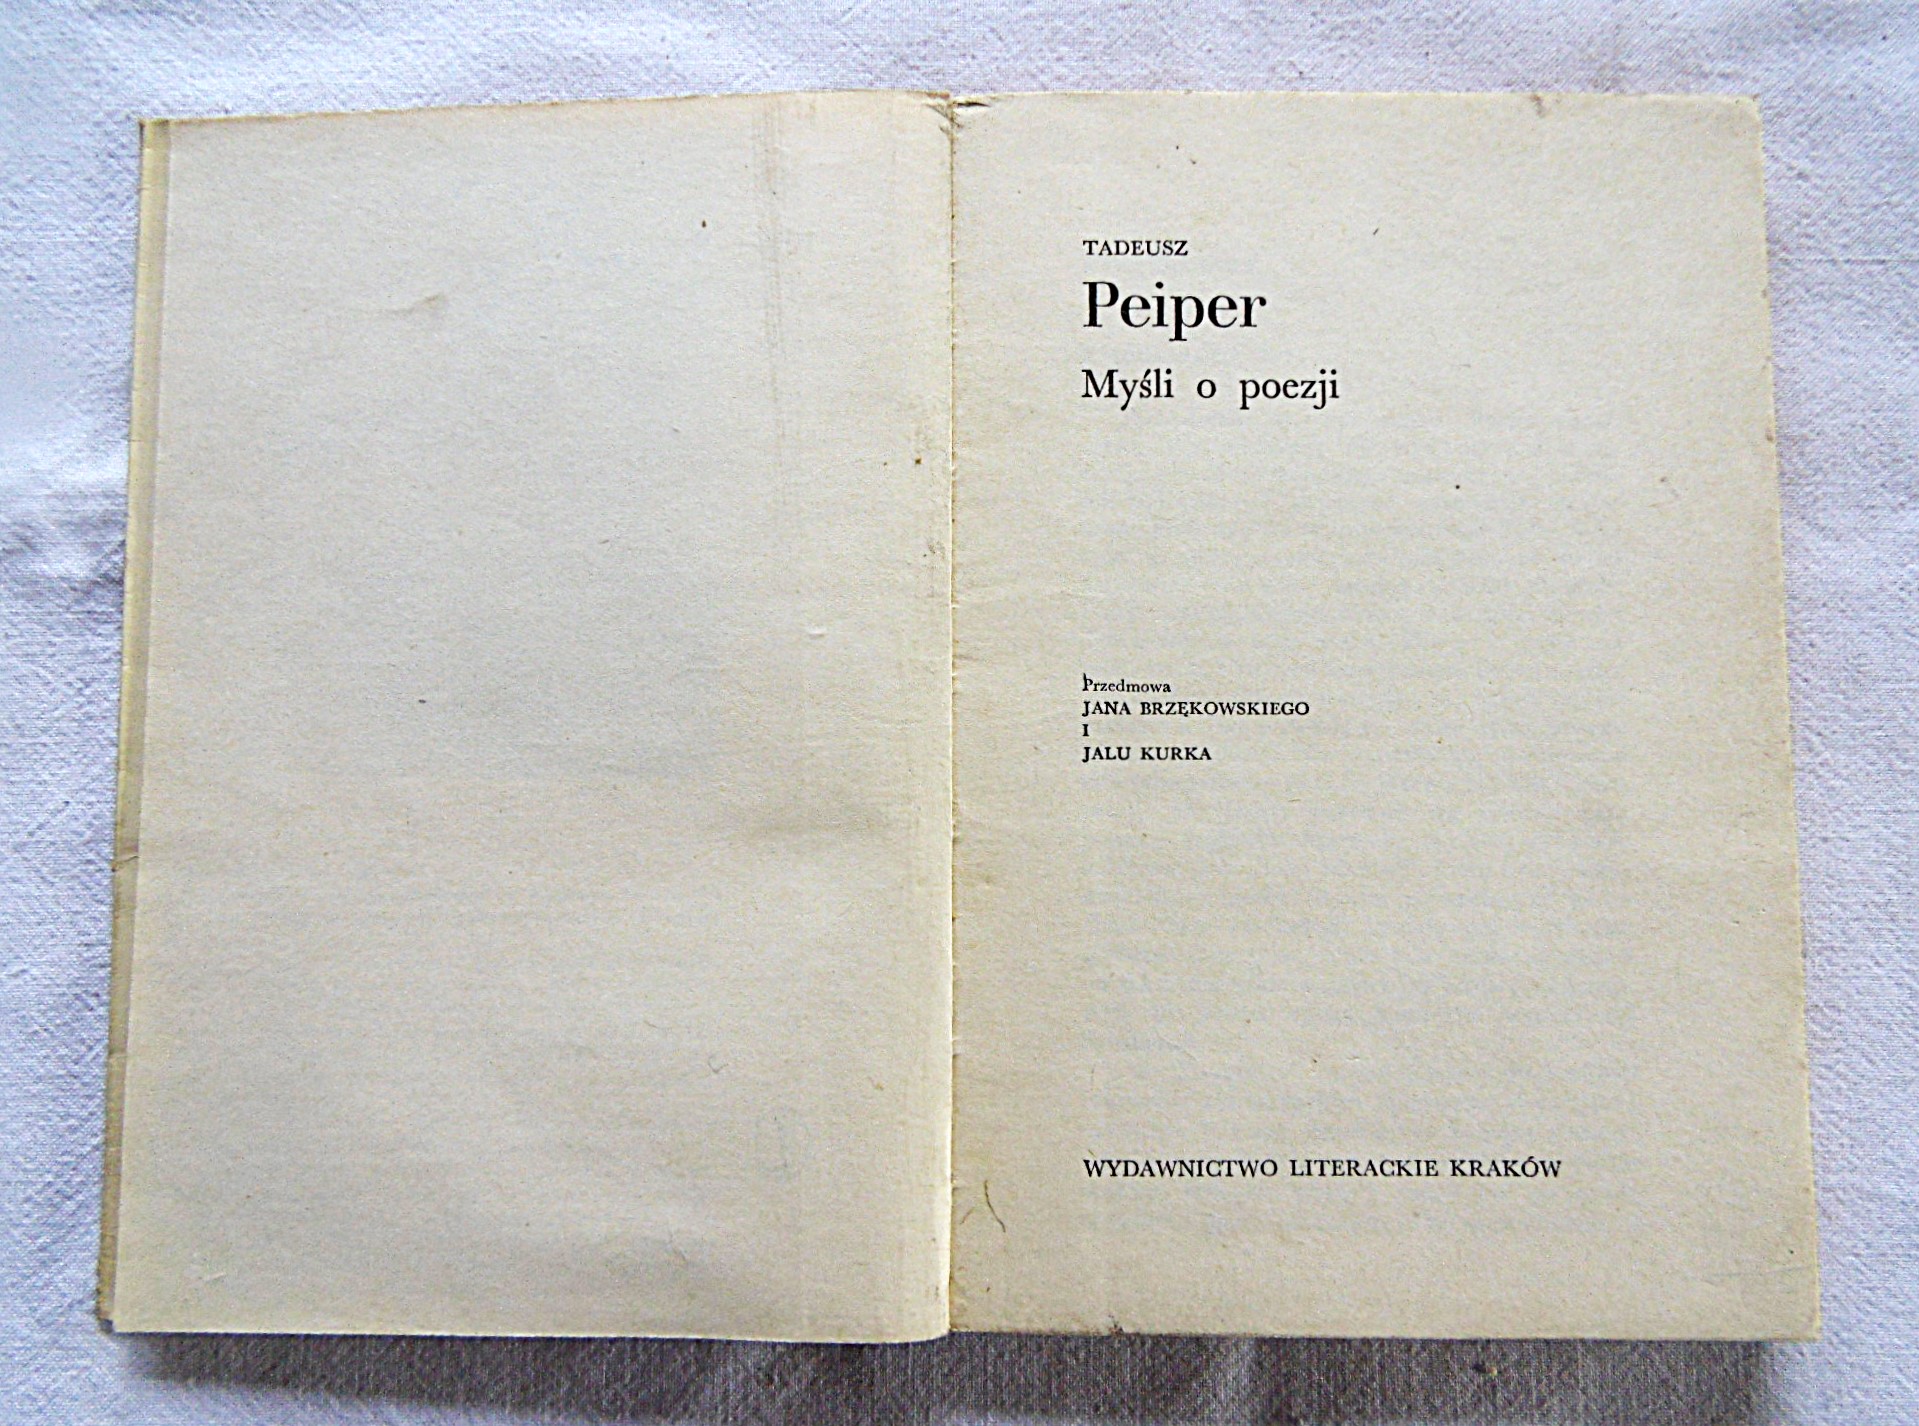 TADEUSZ
Peiper
Myśli o poezji
Przedmowa
JANA BRZĘKOWSKIEGO
I
JALU KURKA
WYDAWNICTWO LITERACKIE KRAKÓW